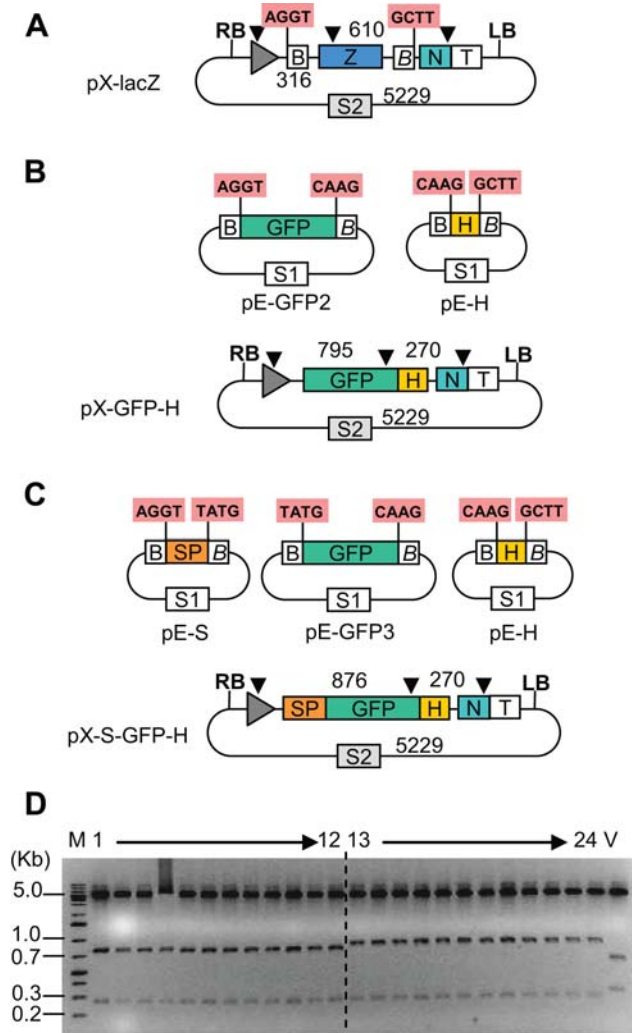 A
AGGT
GCTT
RB
610
LB
B
Z
B
N
T
316
pX-lacZ
S2
5229
B
AGGT
CAAG
CAAG
GCTT
B
GFP
B
B
H
B
S1
S1
pE-GFP2
pE-H
RB
795
270
LB
GFP
H
N
T
pX-GFP-H
S2
5229
C
AGGT
TATG
TATG
CAAG
CAAG
GCTT
B
SP
B
B
GFP
B
B
H
B
S1
S1
S1
pE-S
pE-GFP3
pE-H
RB
876
270
LB
SP
GFP
H
N
T
pX-S-GFP-H
S2
5229
D
M 1
12 13
24 V
(Kb)
5.0
1.0
0.7
0.3
0.2